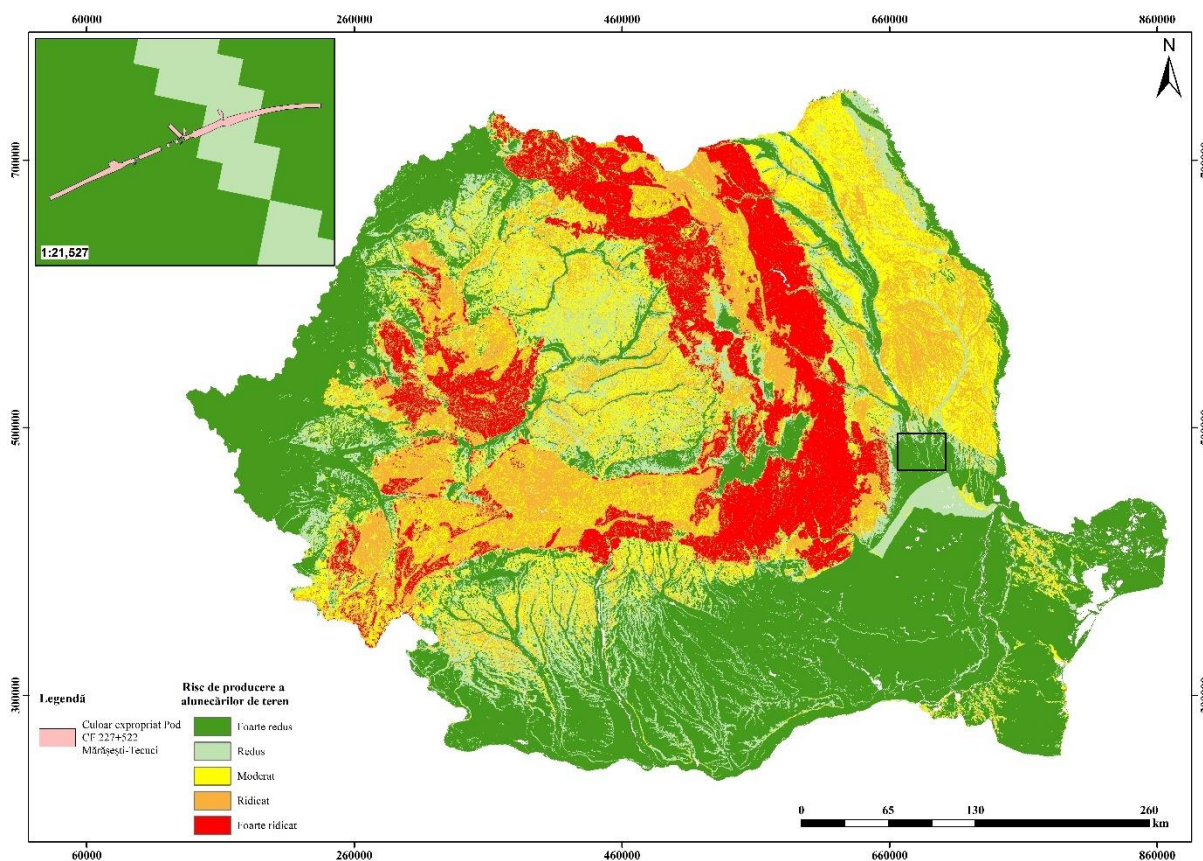 60000 260000 460000 660000 860000
N
1:21,527
700000
500000
300000
Legendă
Culoar expropriat Pod
CF 227+522
Mărășești-Tecuci
Risc de producere a
alunecărilor de teren
Foarte redus
Redus
Moderat
Ridicat
Foarte ridicat
0 65 130 260
km
60000 260000 460000 660000 860000